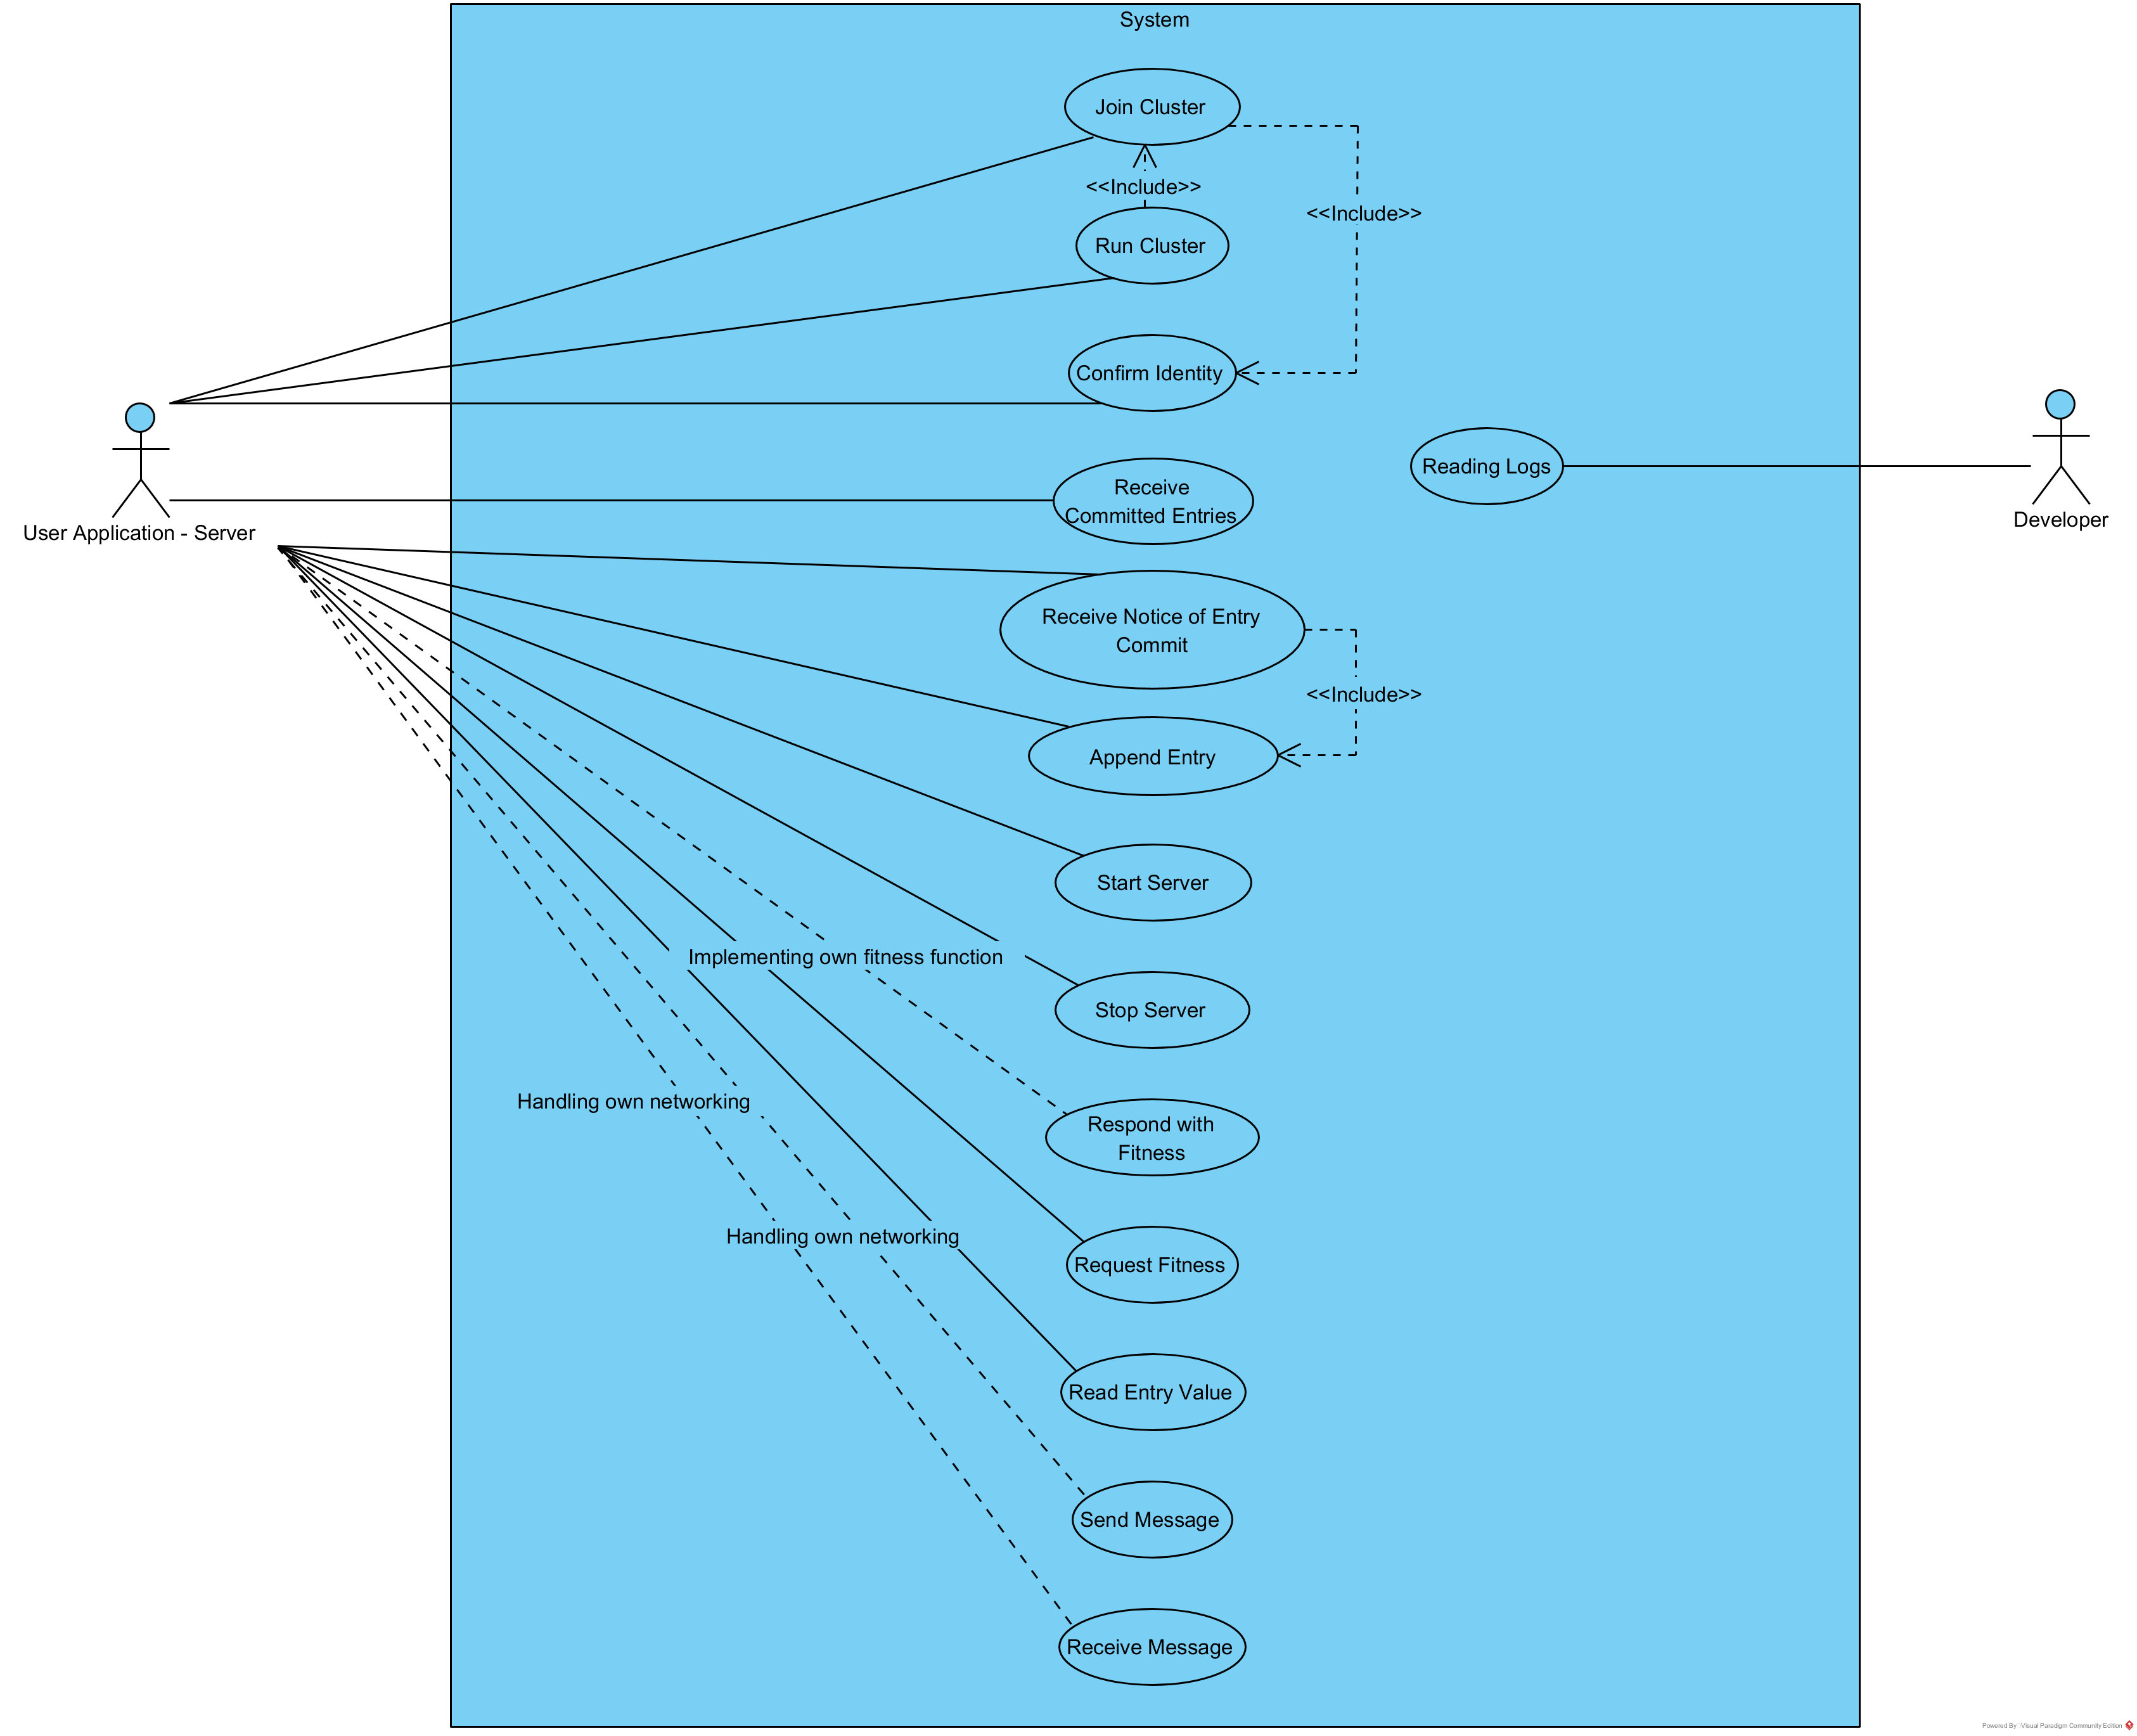 System
Join Cluster
<<Include>>
<<Include>>
Run Cluster
Confirm Identity
Reading Logs
Receive
Committed Entries
User Application - Server
Developer
Receive Notice of Entry
Commit
<<Include>>
Append Entry
Start Server
Implementing own fitness function
Stop Server
Handling own networking
Respond with
Fitness
Handling own networking
Request Fitness
Read Entry Value
Send Message
Receive Message
Powered By Visual Paradigm Community Edition